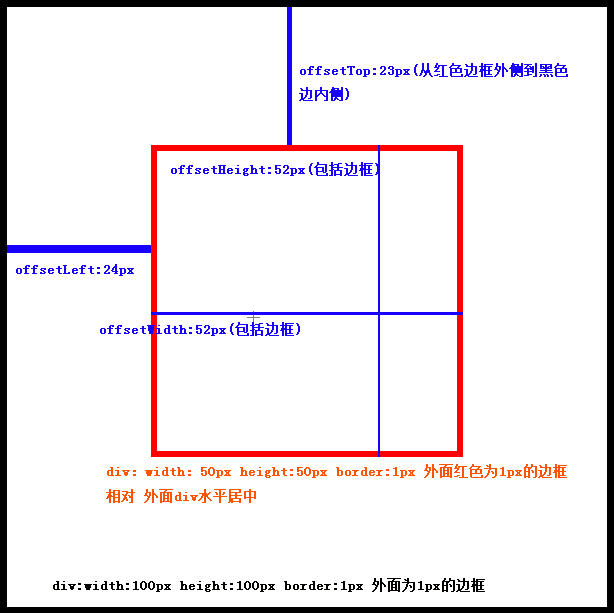 offsetTop:23px(从红色边框外侧到黑色
边内侧)
offsetHeight:52px(包括边框)
offsetLeft:24px
offsetWidth:52px(包括边框)
div: width: 50px height:50px border:1px 外面红色为1px的边框
相对 外面div水平居中
div:width:100px height:100px border:1px 外面为1px的边框